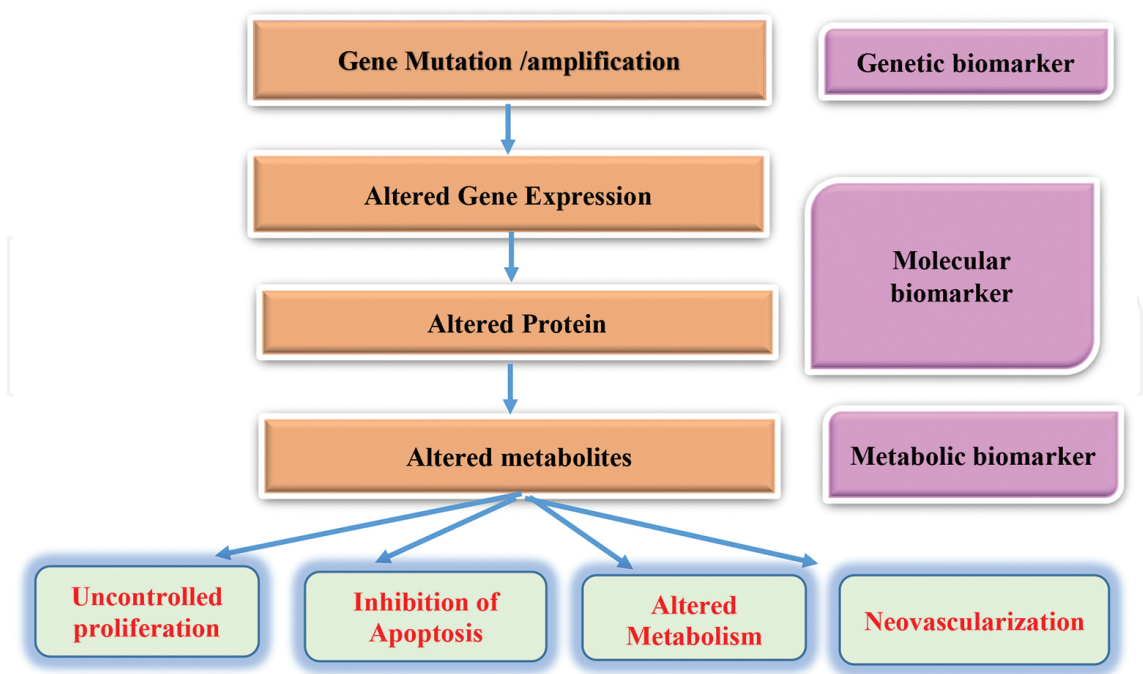 Gene Mutation /amplification
Genetic biomarker
Altered Gene Expression
Molecular
biomarker
Altered Protein
Altered metabolites
Metabolic biomarker
Uncontrolled
proliferation
Inhibition of
Apoptosis
Altered
Metabolism
Neovascularization